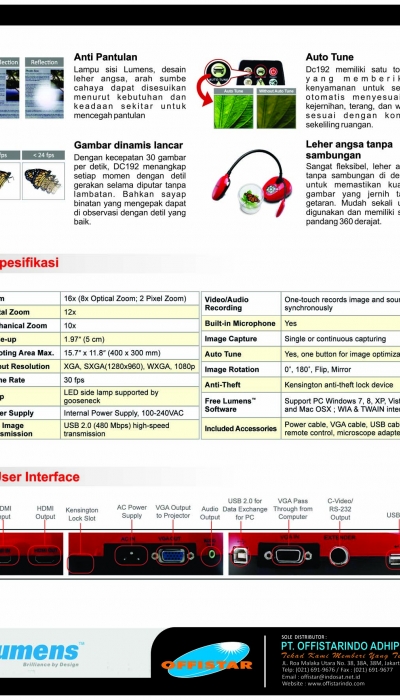 flection
Reflection
Anti Pantulan
Lampu sisi Lumens, desain
leher angsa, arah sumbe
cahaya dapat disesuaikan
menurut kebutuhan dan
keadaan sekitar untuk
mencegah pantulan
Auto Tune
Without Auto Tune
Auto Tune
Dc192 memiliki satu to
yang memberik
kenyamanan untuk se
otomatis menyesuai
kejernihan, terang, dan w
sesuai dengan kon
sekeliling ruangan.
fps
< 24 fps
Gambar dinamis lancar
Dengan kecepatan 30 gambar
per detik, DC192 menangkap
setiap momen dengan detil
gerakan selama diputar tanpa
lambatan. Bahkan sayap
binatang yang mengepak dapat
di observasi dengan detil yang
baik.
Leher angsa tanpa
sambungan
Sangat fleksibel, leher a
tanpa sambungan di de
untuk memastikan kua
gambar yang jernih ta
getaran. Mudah sekali u
digunakan dan memiliki s
pandang 360 derajat.
pesifikasi
m 16x (8x Optical Zoom; 2 Pixel Zoom)
tal Zoom 12x
hanical Zoom 10x
e-up 1.97" (5 cm)
oting Area Max. 15.7" x 11.8" (400 x 300 mm)
put Resolution XGA, SXGA(1280x960), WXGA, 1080p
me Rate 30 fps
p LED side lamp supported by
gooseneck
er Supply Internal Power Supply, 100-240VAC
Image
nsmission USB 2.0 (480 Mbps) high-speed
transmission
Video/Audio
Recording One-touch records image and soun
synchronously
Built-in Microphone Yes
Image Capture Single or continuous capturing
Auto Tune Yes, one button for image optimiza
Image Rotation 0°, 180°, Flip, Mirror
Anti-Theft Kensington anti-theft lock device
Free Lumens™
Software Support PC Windows 7, 8, XP, Vist
and Mac OSX ; WIA & TWAIN inte
Included Accessories Power cable, VGA cable, USB cab
remote control, microscope adapte
User Interface
DMI
put
HDMI
Output
Kensington
Lock Slot
AC Power
Supply
VGA Output
to Projector
Audio
Output
USB 2.0 for
Data Exchange
for PC
VGA Pass
Through from
Computer
C-Video/
RS-232
Output
USB
EXTENDER
umens™
Brilliance by Design
OFFISTAR
SOLE DISTRIBUTOR :
PT. OFFISTARINDO ADHIP
Tekad Kami Memberi Yang T
JL. Roa Malaka Utara No. 38, 38A, 38M, Jakart
Telp: (021) 691-9676 / Fax : (021) 691-9677
Email : offistar@indosat.net.id
Website : www.offistarindo.com